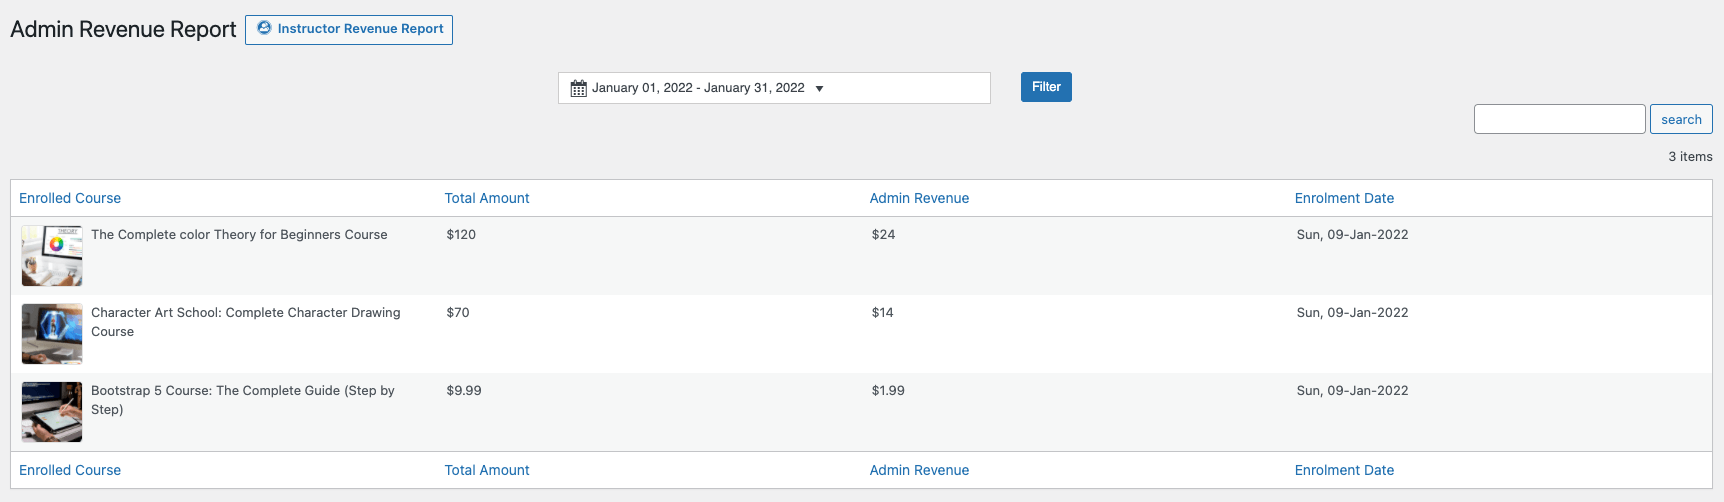 Admin Revenue Report Instructor Revenue Report
January 01, 2022 - January 31, 2022 Filter
search
3 items
Enrolled Course Total Amount Admin Revenue Enrolment Date
The Complete color Theory for Beginners Course $120 $24 Sun, 09-Jan-2022
Character Art School: Complete Character Drawing $70 $14 Sun, 09-Jan-2022
Course
Bootstrap 5 Course: The Complete Guide (Step by $9.99 $1.99 Sun, 09-Jan-2022
Step)
Enrolled Course Total Amount Admin Revenue Enrolment Date